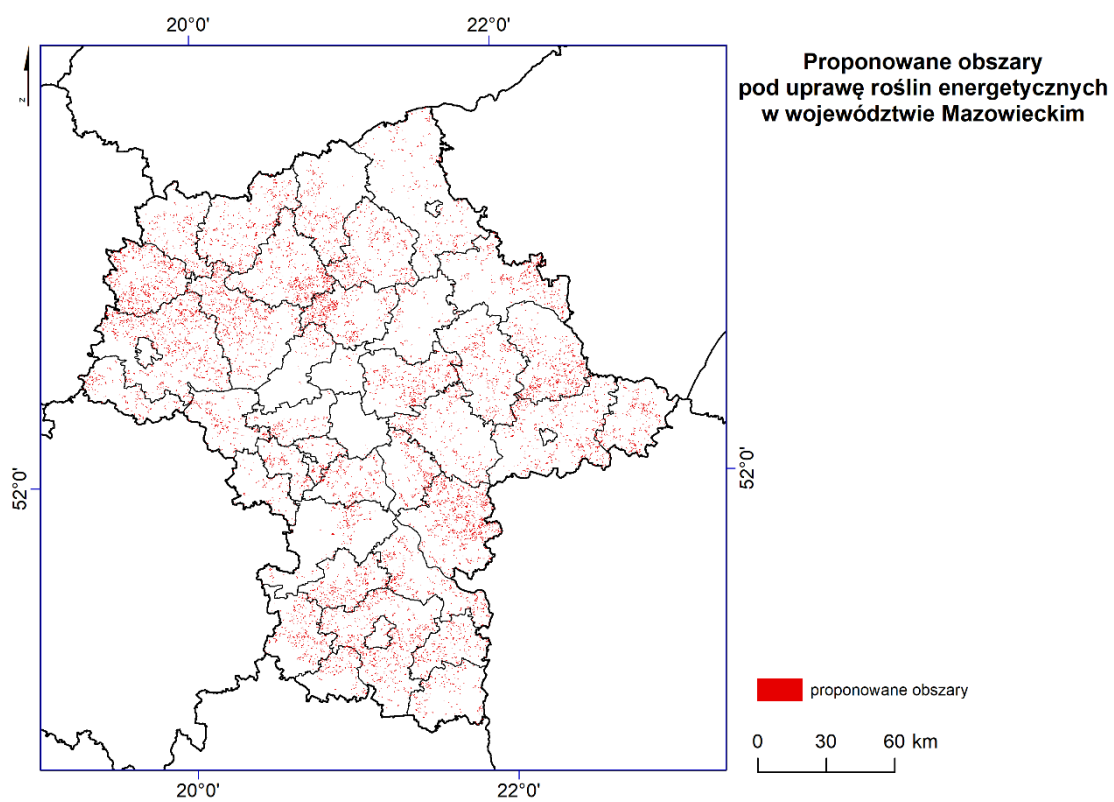 20°0'
22°0'
Proponowane obszary
pod uprawę roślin energetycznych
w województwie Mazowieckim
z
52°0'
52°0'
proponowane obszary
0 30 60 km
20°0'
22°0'